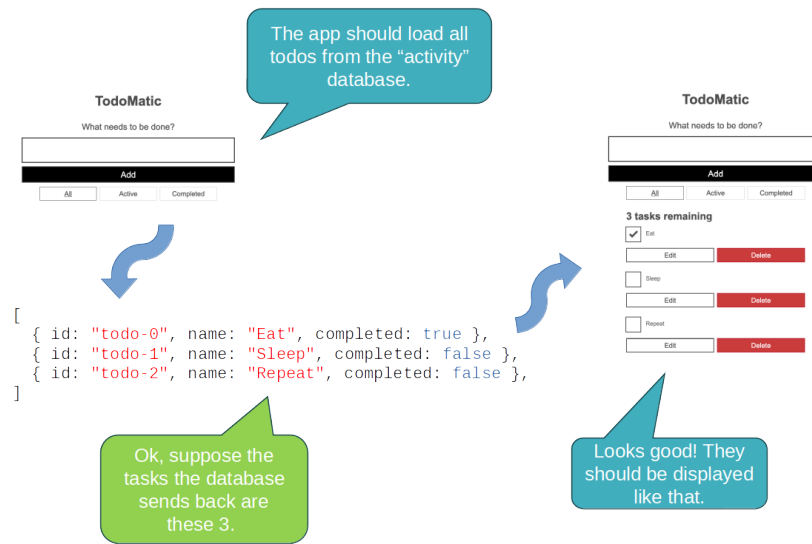 The app should load all
todos from the “activity”
database.
TodoMatic
What needs to be done?
Add
All
Active
Completed
[
{ id: "todo-0", name: "Eat", completed: true },
{ id: "todo-1", name: "Sleep", completed: false },
{ id: "todo-2", name: "Repeat", completed: false },
]
Ok, suppose the
tasks the database
sends back are
these 3.
TodoMatic
What needs to be done?
Add
All
Active
Completed
3 tasks remaining
Eat
Edit
Delete
Sleep
Edit
Delete
Repeat
Edit
Delete
Looks good! They
should be displayed
like that.